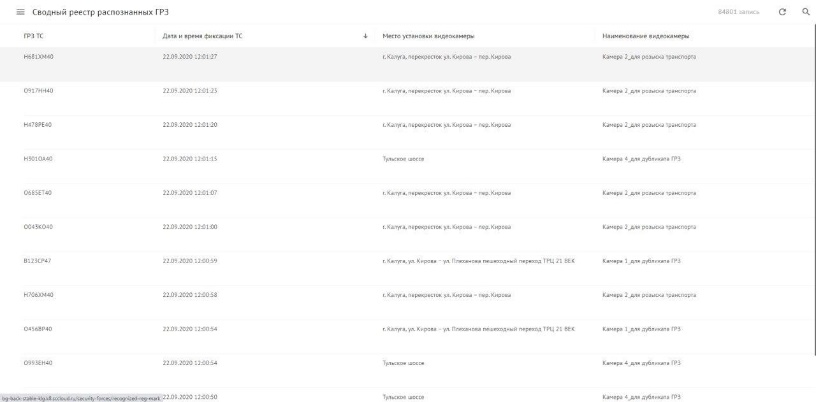 Сводный реестр распознанных ГРЗ 84801 запись
ГРЗ ТС Дата и время фиксации ТС Место установки видеокамеры Наименование видеокамеры
Н681ХМ40 22.09.2020 12:01:27 г. Калуга, перекресток ул. Кирова – пер. Кирова Камера 2_для розыска транспорта
О917НН40 22.09.2020 12:01:25 г. Калуга, перекресток ул. Кирова – пер. Кирова Камера 2_для розыска транспорта
Н478РЕ40 22.09.2020 12:01:20 г. Калуга, перекресток ул. Кирова – пер. Кирова Камера 2_для розыска транспорта
Н301ОА40 22.09.2020 12:01:15 Тульское шоссе Камера 4_для дубликата ГРЗ
О685ЕТ40 22.09.2020 12:01:07 г. Калуга, перекресток ул. Кирова – пер. Кирова Камера 2_для розыска транспорта
О043КО40 22.09.2020 12:01:00 г. Калуга, перекресток ул. Кирова – пер. Кирова Камера 2_для розыска транспорта
В123СР47 22.09.2020 12:00:59 г. Калуга, ул. Кирова – ул. Плеханова пешеходный переход ТРЦ 21 ВЕК Камера 1_для дубликата ГРЗ
Н706ХМ40 22.09.2020 12:00:58 г. Калуга, перекресток ул. Кирова – пер. Кирова Камера 2_для розыска транспорта
О456ВР40 22.09.2020 12:00:54 г. Калуга, ул. Кирова – ул. Плеханова пешеходный переход ТРЦ 21 ВЕК Камера 1_для дубликата ГРЗ
О993ЕН40 22.09.2020 12:00:54 Тульское шоссе Камера 4_для дубликата ГРЗ
22.09.2020 12:00:50 Тульское шоссе Камера 4_для дубликата ГРЗ